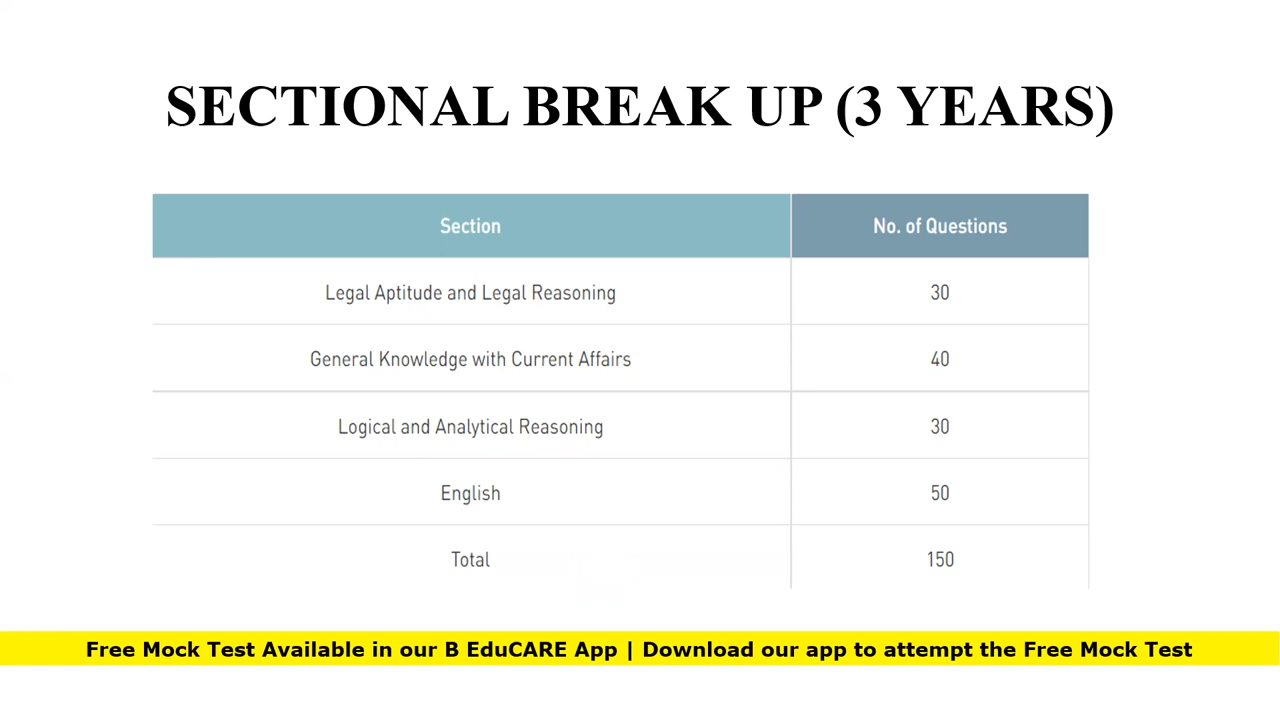 SECTIONAL BREAK UP (3 YEARS)
Section No. of Questions
Legal Aptitude and Legal Reasoning 30
General Knowledge with Current Affairs 40
Logical and Analytical Reasoning 30
English 50
Total 150
Free Mock Test Available in our B EduCARE App | Download our app to attempt the Free Mock Test